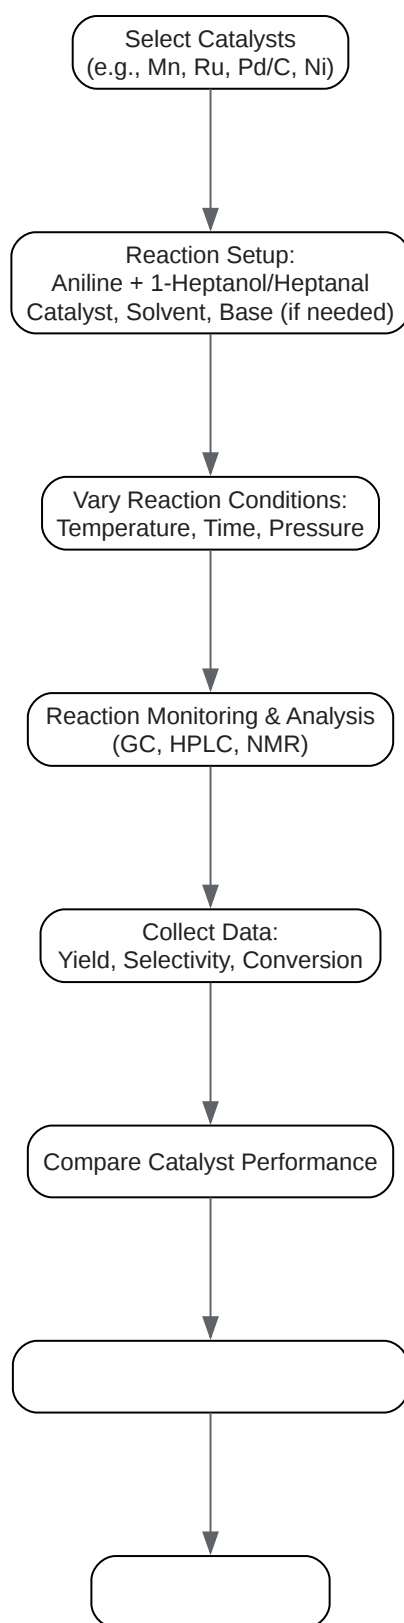 Select Catalysts
(e.g., Mn, Ru, Pd/C, Ni)
Reaction Setup:
Aniline + 1-Heptanol/Heptanal
Catalyst, Solvent, Base (if needed)
Vary Reaction Conditions:
Temperature, Time, Pressure
Reaction Monitoring & Analysis
(GC, HPLC, NMR)
Collect Data:
Yield, Selectivity, Conversion
Compare Catalyst Performance